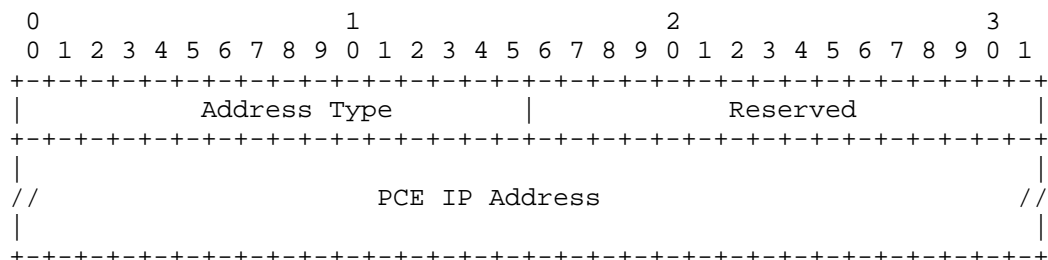 0                   1                   2                   3
 0 1 2 3 4 5 6 7 8 9 0 1 2 3 4 5 6 7 8 9 0 1 2 3 4 5 6 7 8 9 0 1
+-+-+-+-+-+-+-+-+-+-+-+-+-+-+-+-+-+-+-+-+-+-+-+-+-+-+-+-+-+-+-+-+
|           Address Type        |            Reserved           |
+-+-+-+-+-+-+-+-+-+-+-+-+-+-+-+-+-+-+-+-+-+-+-+-+-+-+-+-+-+-+-+-+
|                                                               |
//                     PCE IP Address                          //
|                                                               |
+-+-+-+-+-+-+-+-+-+-+-+-+-+-+-+-+-+-+-+-+-+-+-+-+-+-+-+-+-+-+-+-+